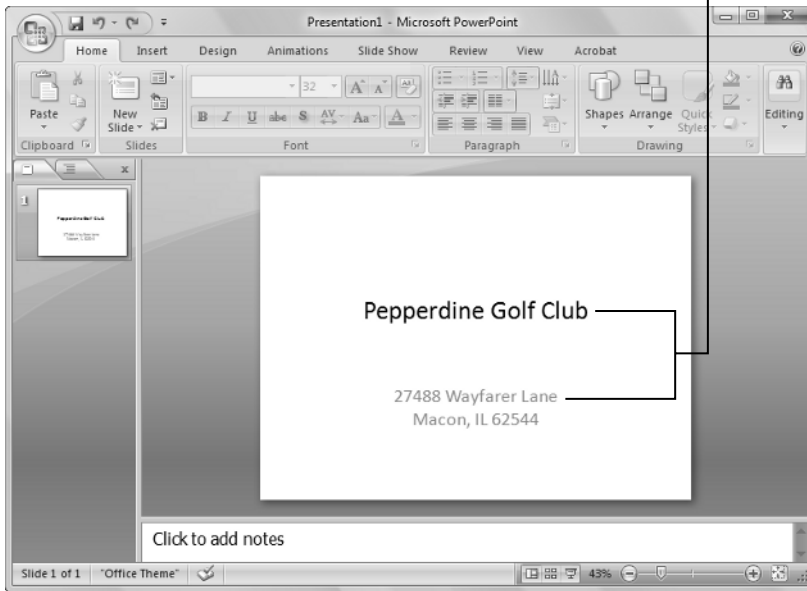 Presentation1 - Microsoft PowerPoint
Home Insert Design Animations Slide Show Review View Acrobat
32
Paste
New Slide
B I U abc S AV Aa A
Shapes Arrange Quick Styles
Editing
Clipboard Slides Font Paragraph Drawing
1
Pepperdine Golf Club
27488 Wayfarer Lane
Macon, IL 62544
Click to add notes
Slide 1 of 1 "Office Theme" 43%